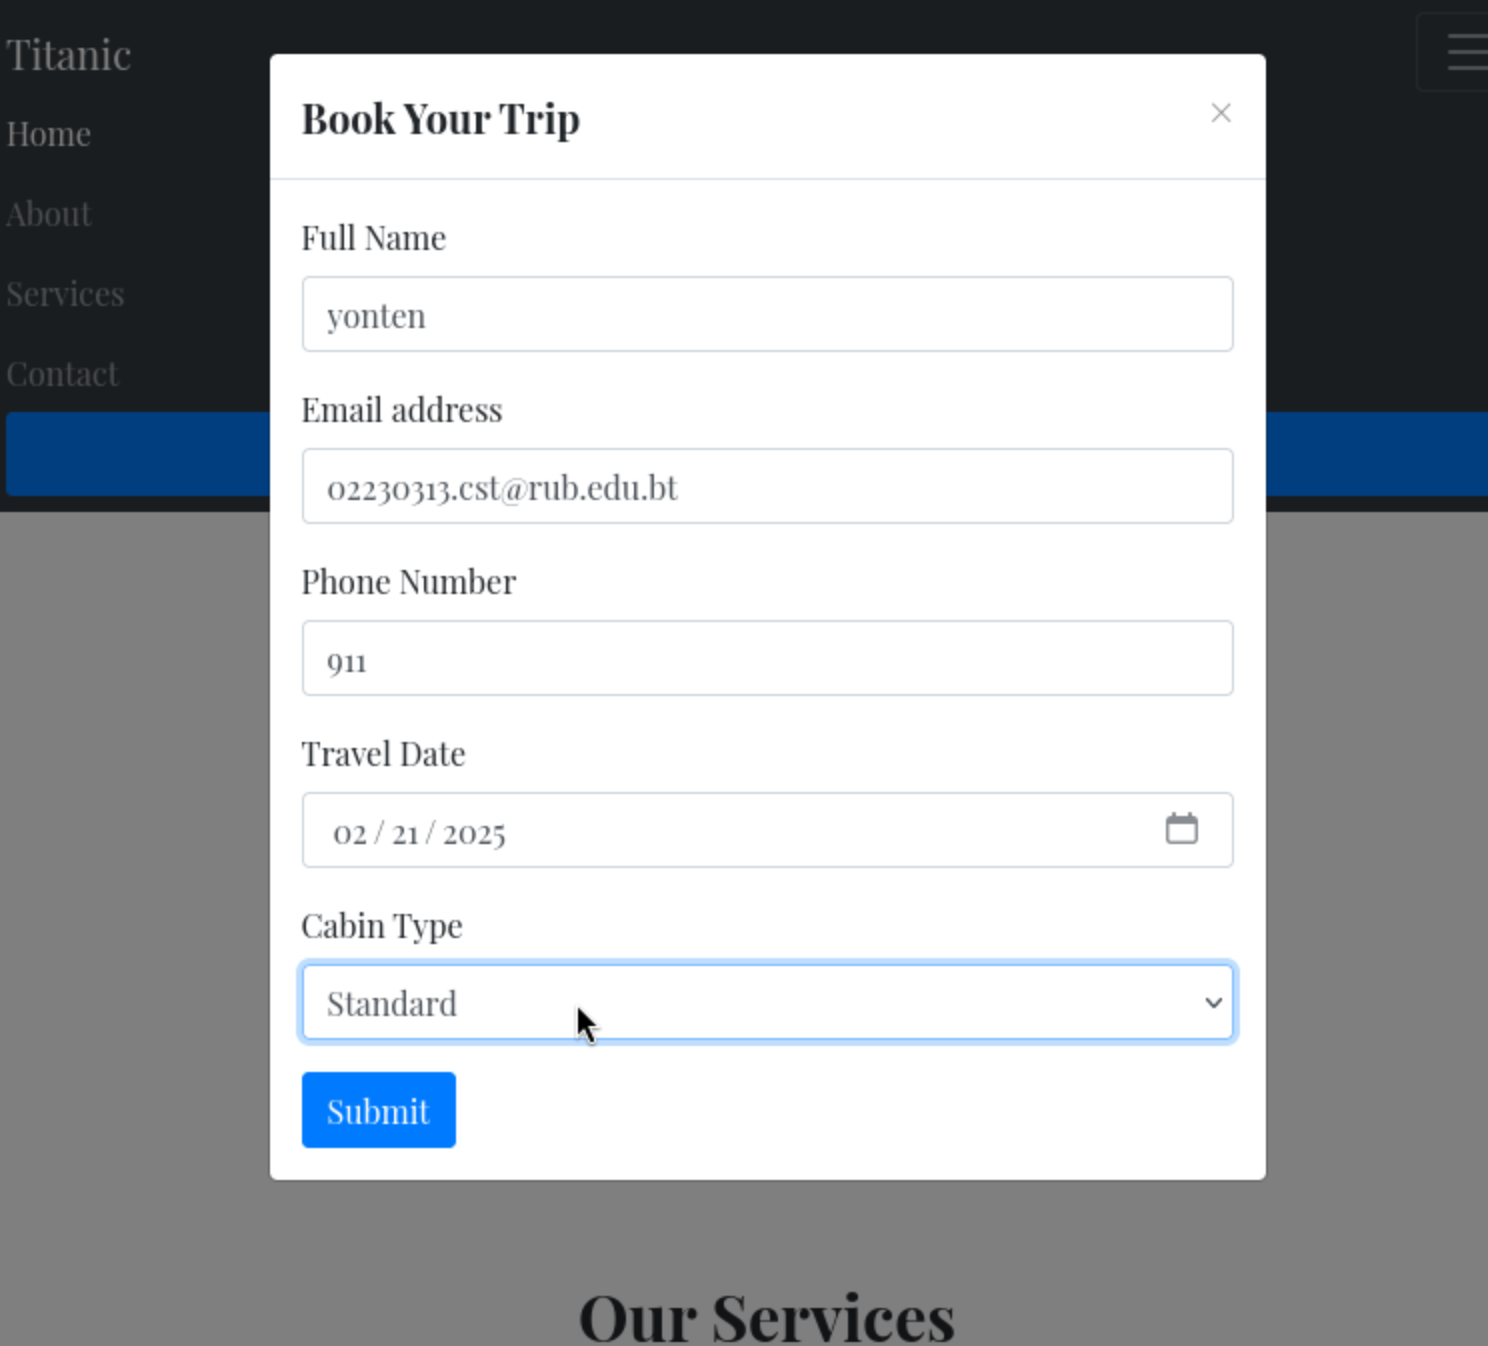 Titanic
Home
About
Services
Contact
Book Your Trip
Full Name
yonten
Email address
02230313.cst@rub.edu.bt
Phone Number
911
Travel Date
02 / 21 / 2025
Cabin Type
Standard
Submit
Our Services